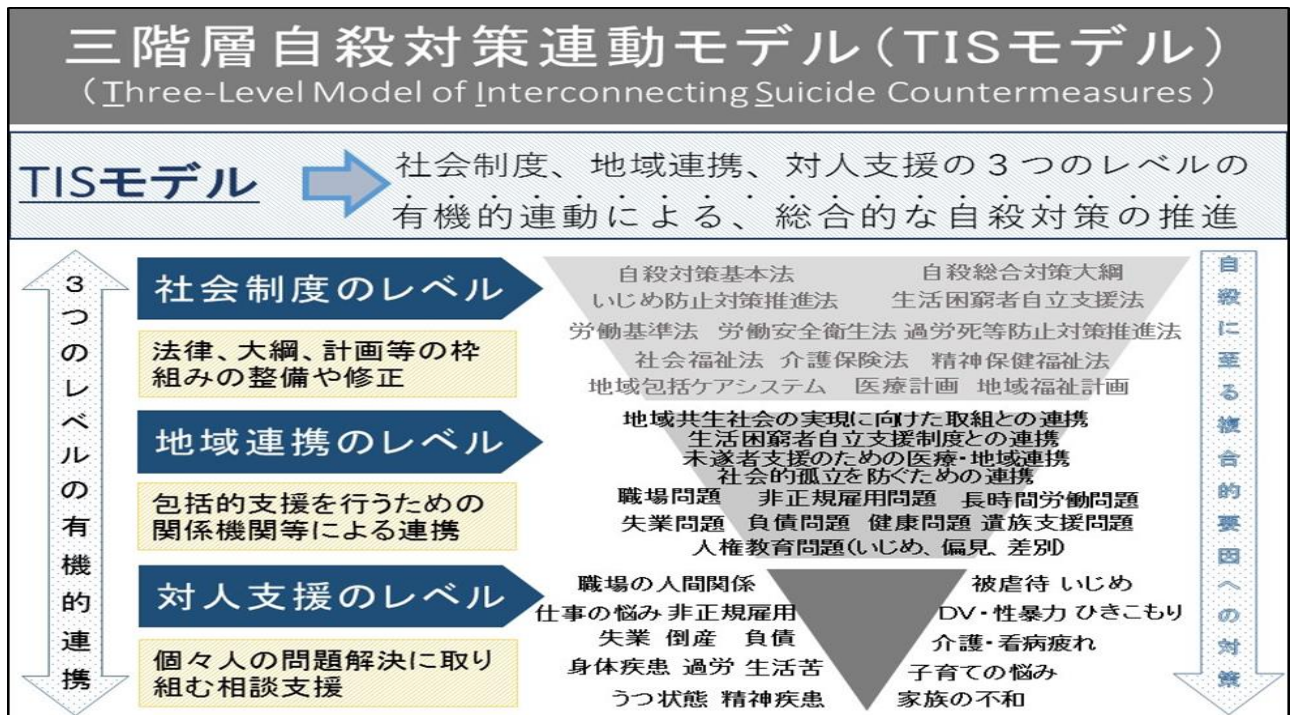 三階層自殺対策連動モデル（TISモデル）
（Three-Level Model of Interconnecting Suicide Countermeasures）
TISモデル
社会制度、地域連携、対人支援の３つのレベルの
有機的連動による、総合的な自殺対策の推進
３つのレベルの有機的連携
社会制度のレベル
法律、大綱、計画等の枠
組みの整備や修正
自殺対策基本法 自殺総合対策大綱
いじめ防止対策推進法 生活困窮者自立支援法
労働基準法 労働安全衛生法 過労死等防止対策推進法
社会福祉法 介護保険法 精神保健福祉法
地域包括ケアシステム 医療計画 地域福祉計画
地域連携のレベル
包括的支援を行うための
関係機関等による連携
地域共生社会の実現に向けた取組との連携
生活困窮者自立支援制度との連携
未遂者支援のための医療・地域連携
社会的孤立を防ぐための連携
職場問題 非正規雇用問題 長時間労働問題
失業問題 負債問題 健康問題 遺族支援問題
人権教育問題(いじめ、偏見、差別)
対人支援のレベル
個々人の問題解決に取り
組む相談支援
職場の人間関係 被虐待 いじめ
仕事の悩み 非正規雇用 DV・性暴力 ひきこもり
失業 倒産 負債 介護・看病疲れ
身体疾患 過労 生活苦 子育ての悩み
うつ状態 精神疾患 家族の不和
自殺に至る複合的要因への対策